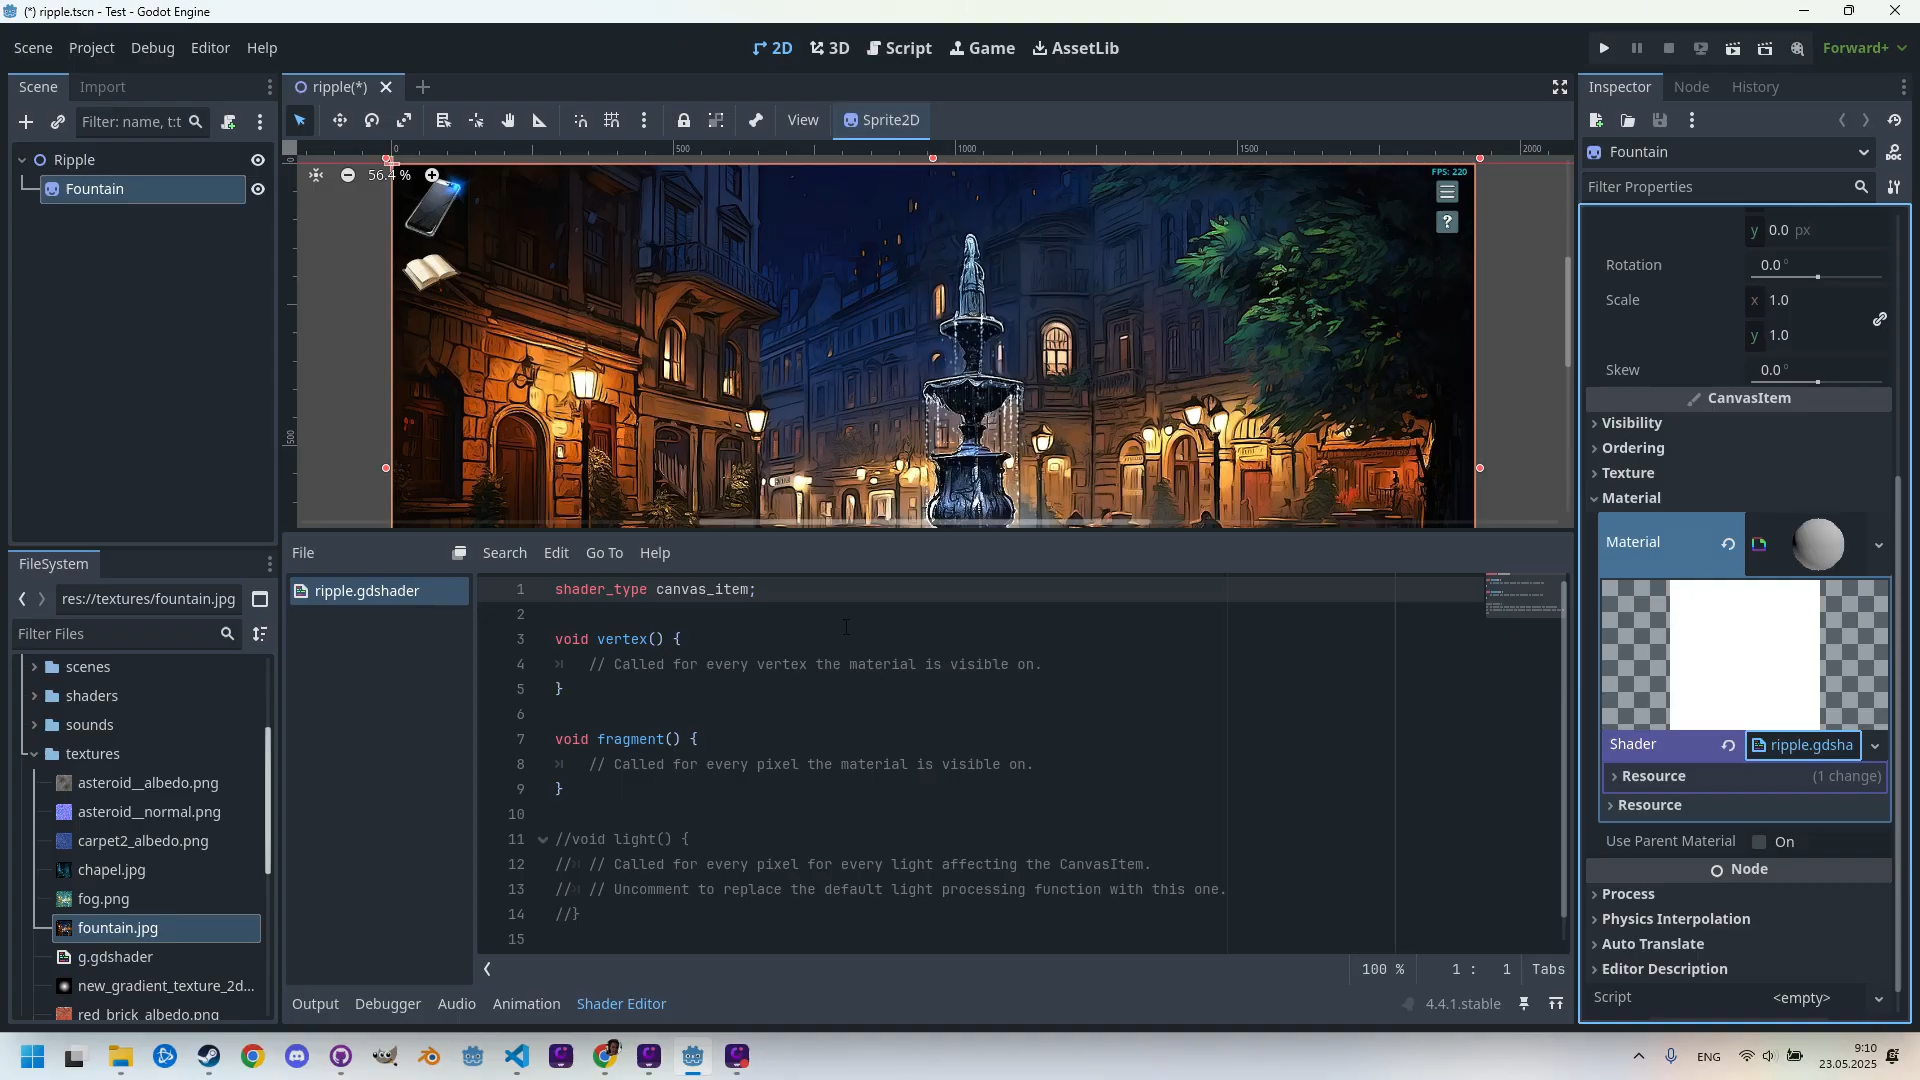 (*) ripple.tscn - Test - Godot Engine
Scene Project Debug Editor Help
2D 3D Script Game AssetLib
Forward+
Scene Import
ripple(*)
Inspector Node History
Filter: name, t:t
View Sprite2D
Ripple
Fountain
0 500 1000 1500 2000
0
500
56.4 %
FPS: 220
?
Fountain
Filter Properties
y 0.0 px
Rotation 0.0 °
Scale x 1.0
y 1.0
Skew 0.0 °
CanvasItem
Visibility
Ordering
Texture
Material
Material
Shader ripple.gdsha
Resource (1 change)
Resource
Use Parent Material On
Node
Process
Physics Interpolation
Auto Translate
Editor Description
Script <empty>
FileSystem
res://textures/fountain.jpg
Filter Files
scenes
shaders
sounds
textures
asteroid__albedo.png
asteroid__normal.png
carpet2_albedo.png
chapel.jpg
fog.png
fountain.jpg
g.gdshader
new_gradient_texture_2d...
red_brick_albedo.png
File Search Edit Go To Help
ripple.gdshader
1 shader_type canvas_item;
2
3 void vertex() {
4 // Called for every vertex the material is visible on.
5 }
6
7 void fragment() {
8 // Called for every pixel the material is visible on.
9 }
10
11 //void light() {
12 // // Called for every pixel for every light affecting the CanvasItem.
13 // // Uncomment to replace the default light processing function with this one.
14 //}
15
100 % 1 : 1 Tabs
Output Debugger Audio Animation Shader Editor
4.4.1.stable
ENG
9:10
23.05.2025